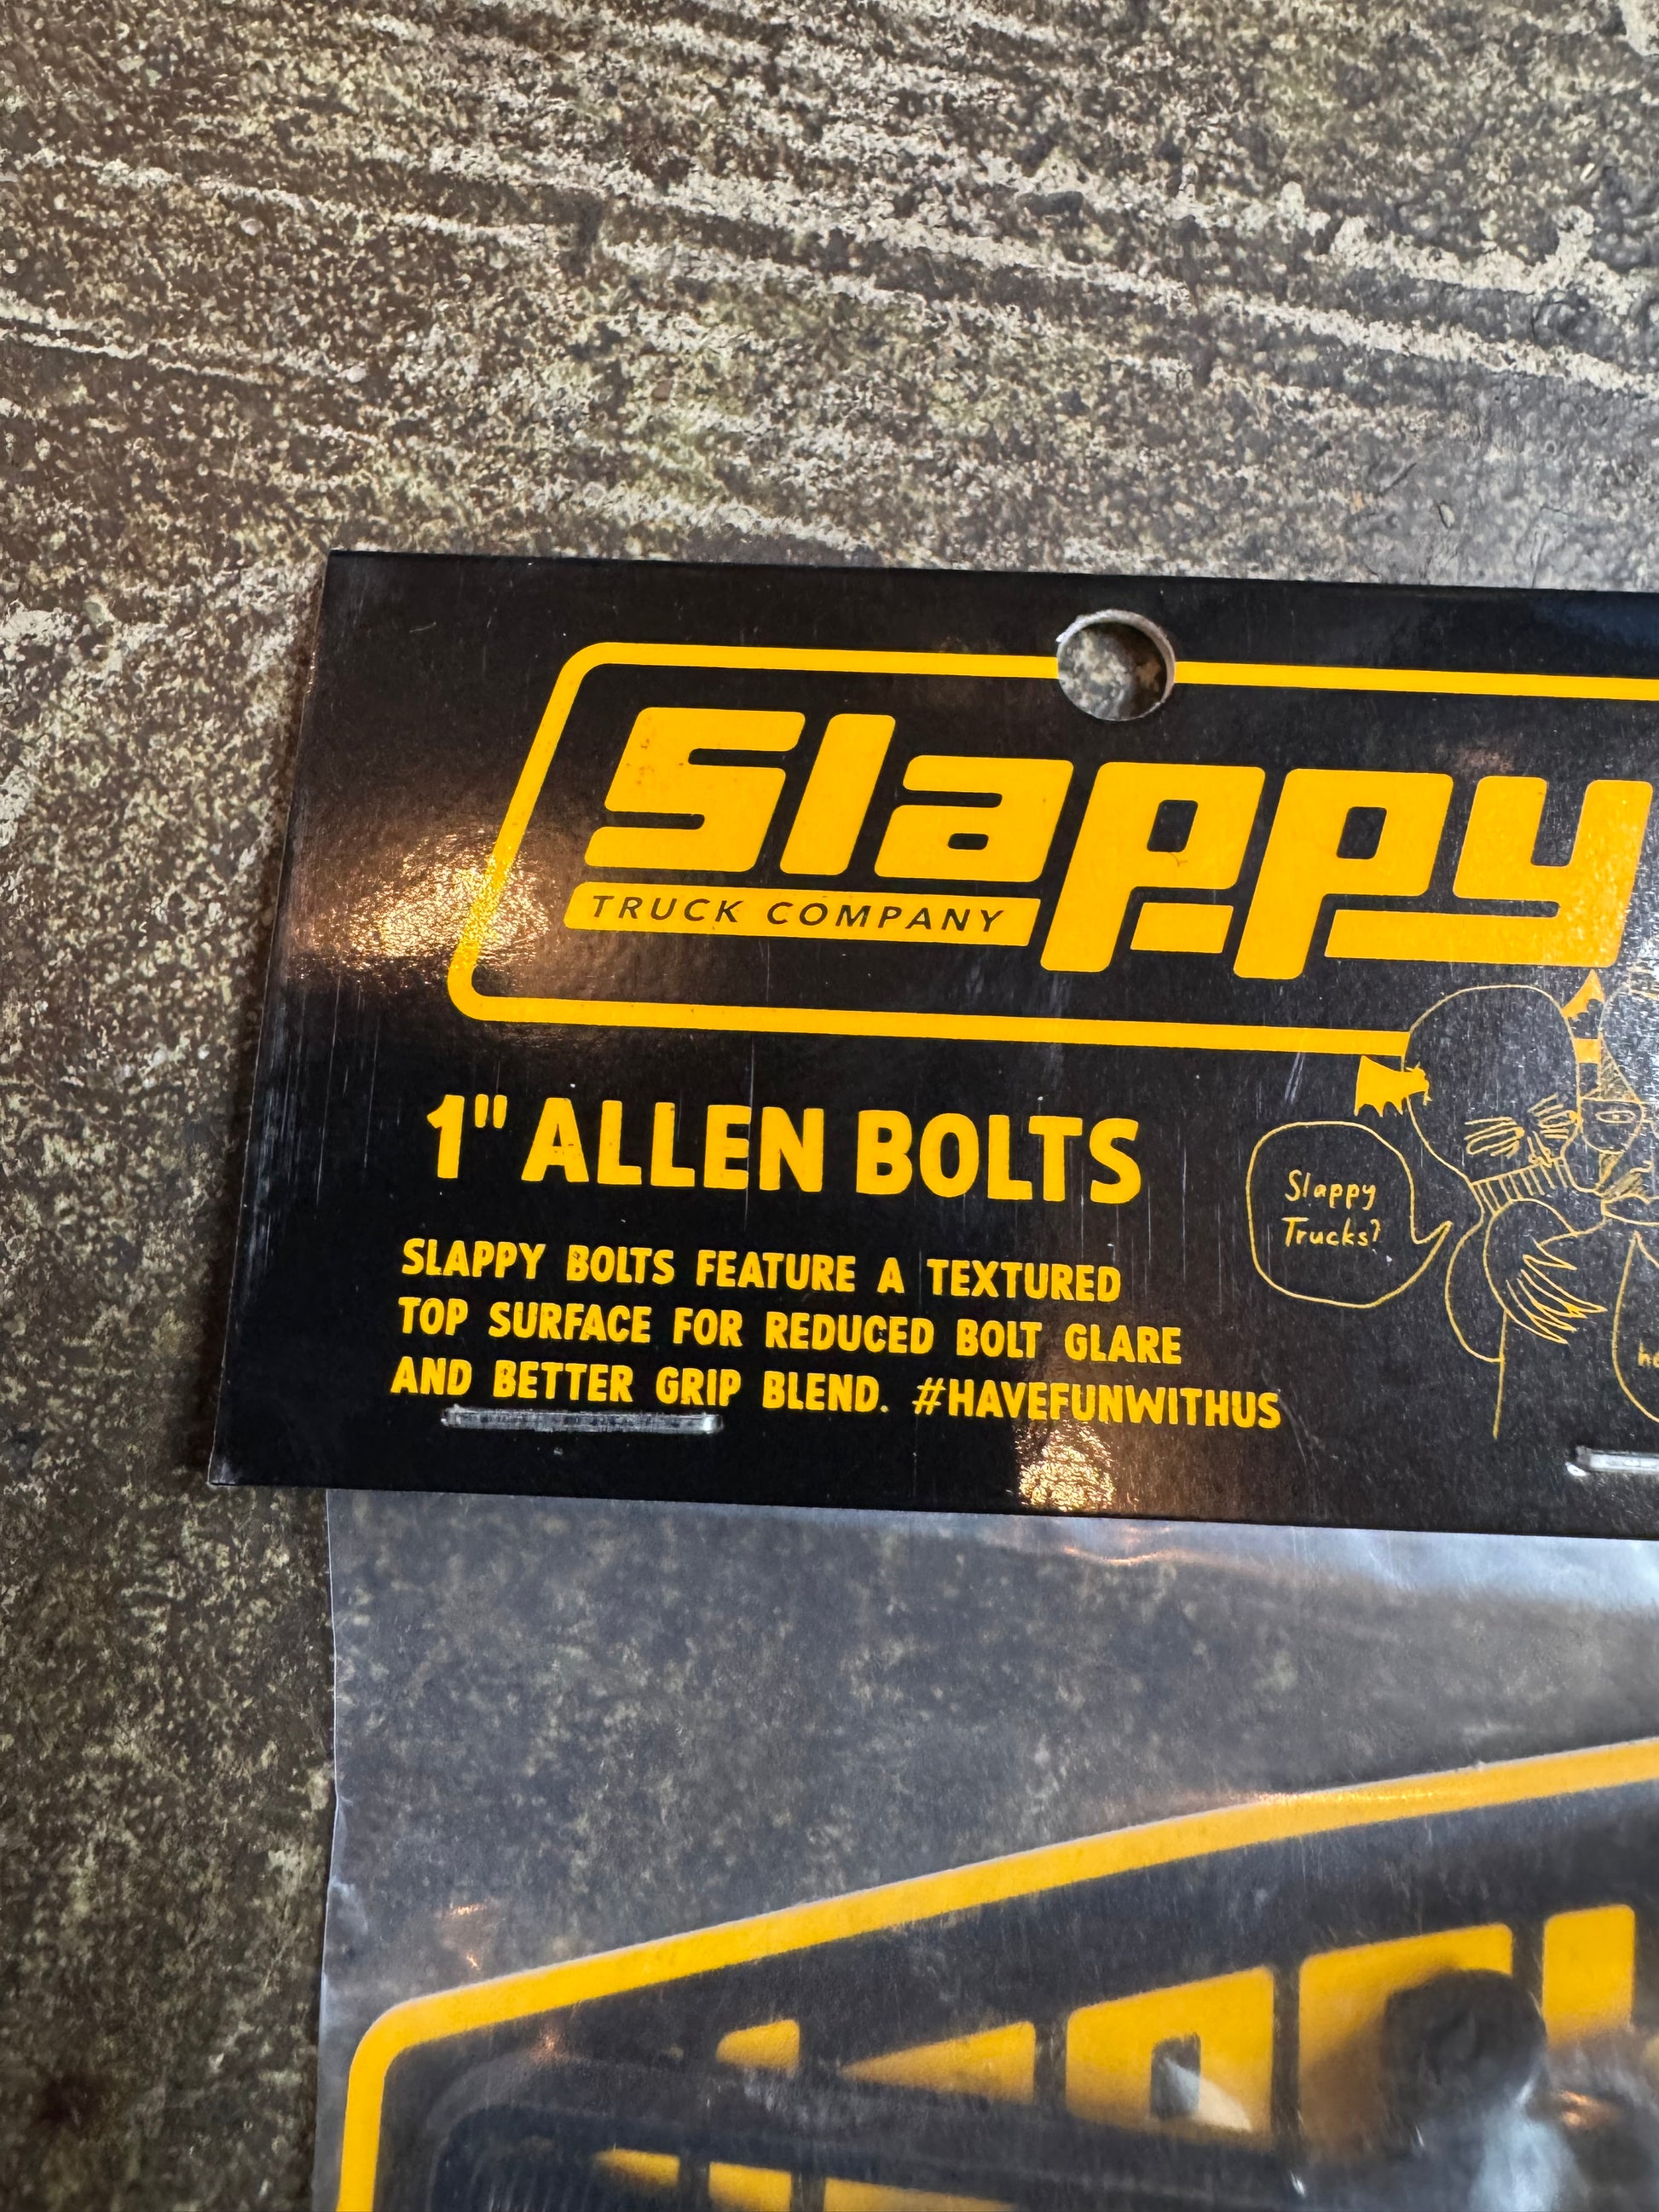 Slappy
TRUCK COMPANY
1" ALLEN BOLTS
SLAPPY BOLTS FEATURE A TEXTURED
TOP SURFACE FOR REDUCED BOLT GLARE
AND BETTER GRIP BLEND. #HAVEFUNWITHUS
Slappy
Trucks?